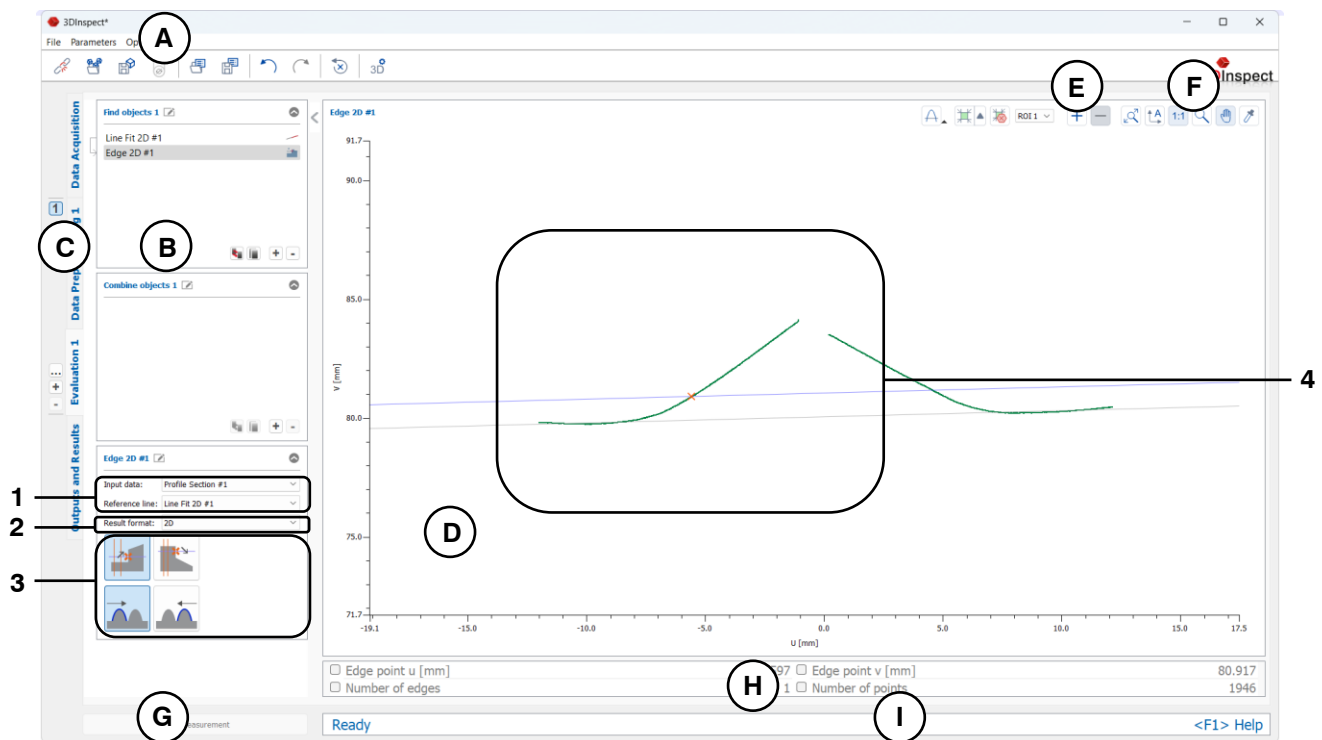 3DInspect*
File Parameters
A
3D
DInspect
E
F
Data Acquisition
Find objects 1
Line Fit 2D #1
Edge 2D #1
1
C
B
+ -
Data
Combine objects 1
...
+
-
Evaluation 1
+ -
Outputs and Results
Edge 2D #1
1
Input data: Profile Section #1
Reference line: Line Fit 2D #1
2
Result format: 2D
3
Edge 2D #1
ROI 1
+ -
A
1:1
91.7
90.0
85.0
80.0
75.0
71.7
V [mm]
4
D
-19.1 -15.0 -10.0 -5.0 0.0 5.0 10.0 15.0 17.5
U [mm]
Edge point u [mm] Edge point v [mm] 80.917
Number of edges 1 Number of points 1946
H
G
I
Ready <F1> Help